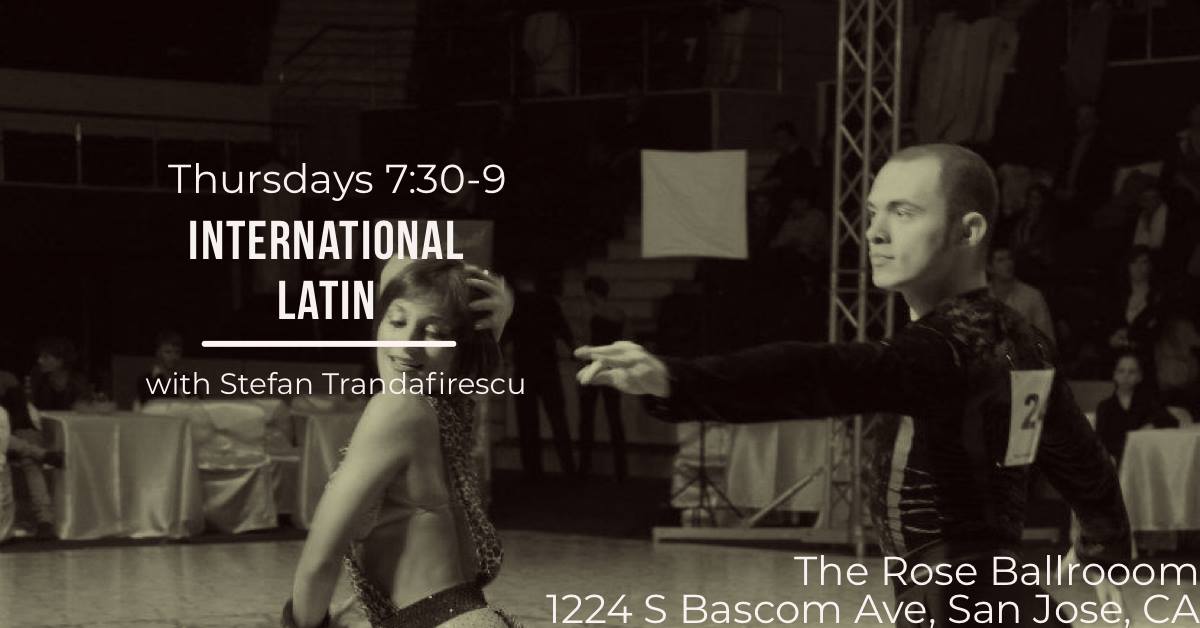 Thursdays 7:30-9
INTERNATIONAL
LATIN
with Stefan Trandafirescu
The Rose Ballrooom
1224 S Bascom Ave, San Jose, CA